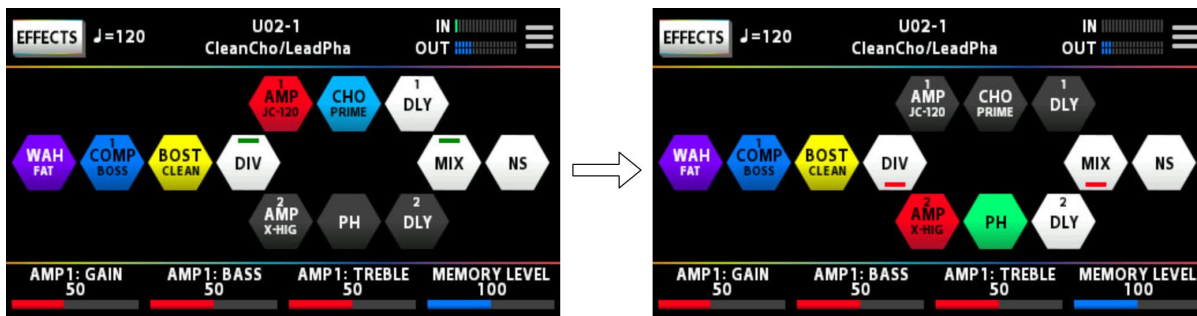 EFFECTS ♩=120 U02-1 IN
CleanCho/LeadPha OUT
1 AMP JC-120 CHO PRIME 1 DLY
WAH FAT 1 COMP BOSS BOST CLEAN DIV MIX NS
2 AMP X-HIG PH 2 DLY
AMP1: GAIN AMP1: BASS AMP1: TREBLE MEMORY LEVEL
50 50 50 100
EFFECTS ♩=120 U02-1 IN
CleanCho/LeadPha OUT
1 AMP JC-120 CHO PRIME 1 DLY
WAH FAT 1 COMP BOSS BOST CLEAN DIV MIX NS
2 AMP X-HIG PH 2 DLY
AMP1: GAIN AMP1: BASS AMP1: TREBLE MEMORY LEVEL
50 50 50 100